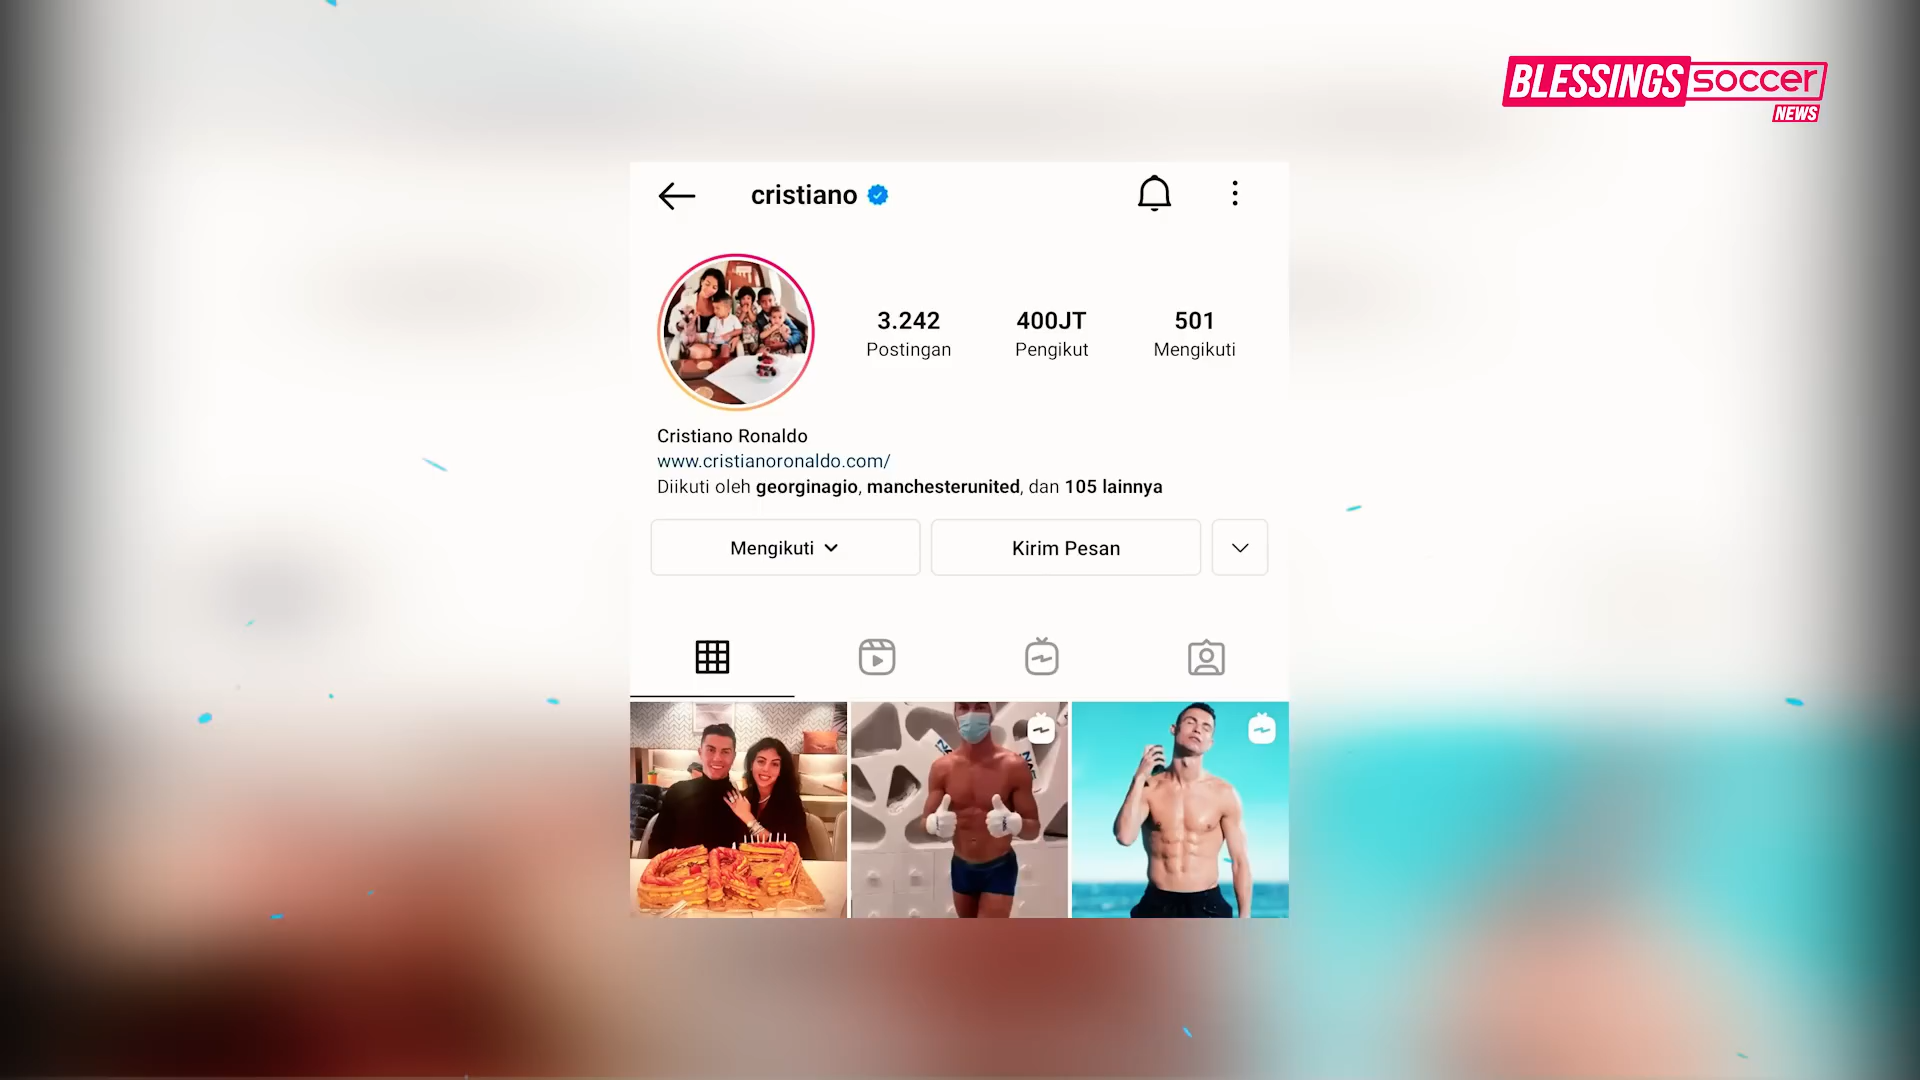 BLESSINGS soccer
NEWS
cristiano
3.242
400JT
501
Postingan
Pengikut
Mengikuti
Cristiano Ronaldo
www.cristianoronaldo.com/
Diikuti oleh georginagio, manchesterunited, dan 105 lainnya
Mengikuti
Kirim Pesan
CR7